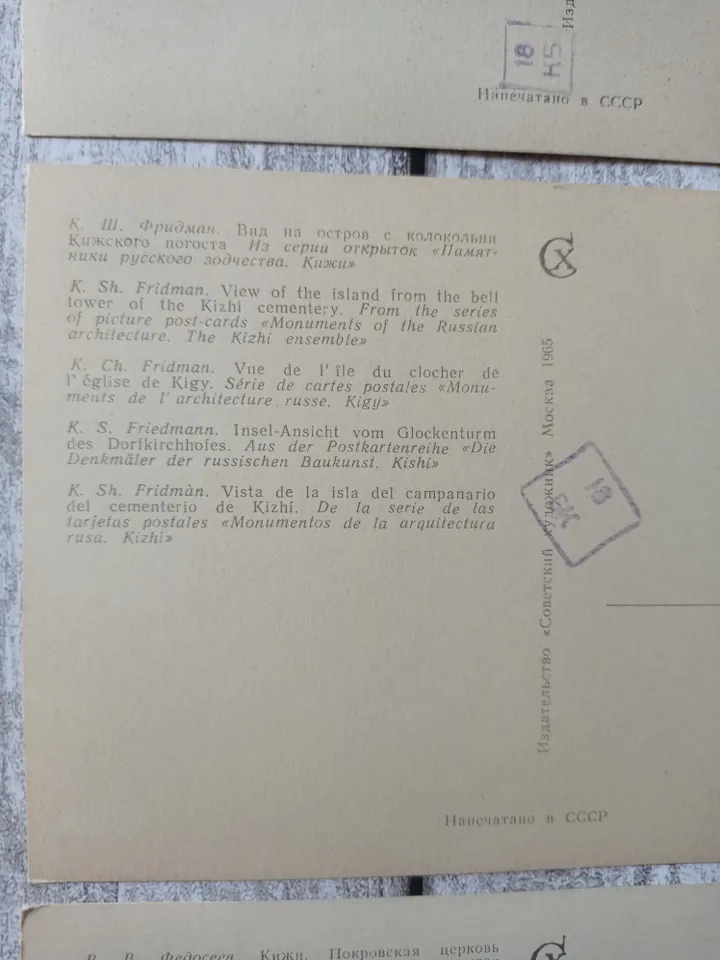 18
К5
Изд
Напечатано в СССР
К. Ш. Фридман. Вид на остров с колокольни
Кижского погоста Из серии открыток «Памят-
ники русского зодчества. Кижи»
K. Sh. Fridman. View of the island from the bell
tower of the Kizhi cementery. From the series
of picture post-cards «Monuments of the Russian
architecture. The Kizhi ensemble»
K. Ch. Fridman. Vue de l'île du clocher de
l'église de Kigy. Série de cartes postales «Monu-
ments de l'architecture russe. Kigy»
K. S. Friedmann. Insel-Ansicht vom Glockenturm
des Dorfkirchhofes. Aus der Postkartenreihe «Die
Denkmäler der russischen Baukunst. Kishi»
K. Sh. Fridmàn. Vista de la isla del campanario
del cementerio de Kizhí. De la serie de las
tarjetas postales «Monumentos de la arquitectura
rusa. Kizhi»
СХ
Издательство «Советский художник» Москва 1965
18
Напечатано в СССР
В. Федосеев. Кижи. Покровская церковь
СХ